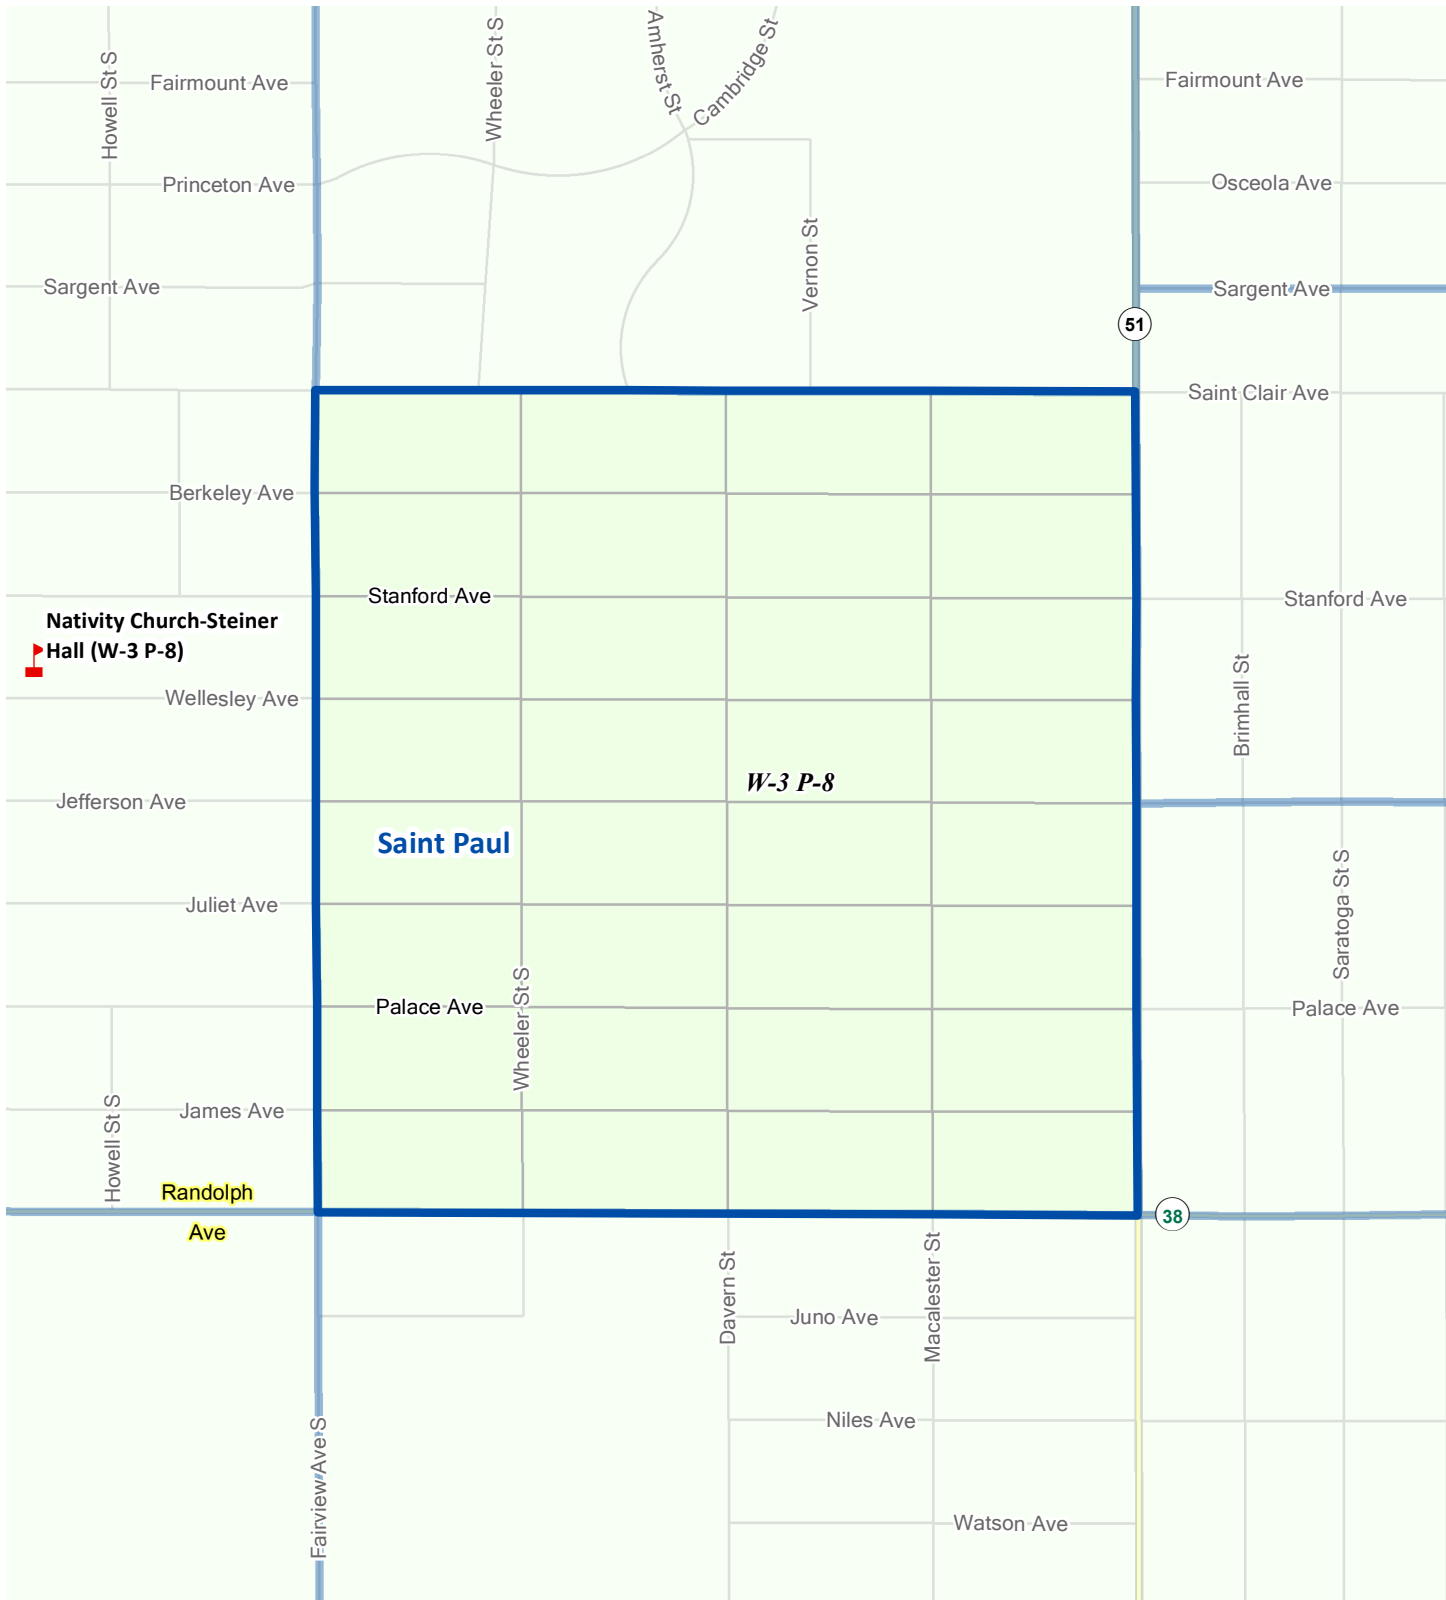 Howell St S
Fairmount Ave
Wheeler St S
Amherst St
Cambridge St
Fairmount Ave
Princeton Ave
Osceola Ave
Vernon St
Sargent Ave
Sargent Ave
51
Saint Clair Ave
Berkeley Ave
Stanford Ave
Stanford Ave
Nativity Church-Steiner
Hall (W-3 P-8)
Wellesley Ave
Brimhall St
W-3 P-8
Jefferson Ave
Saint Paul
Juliet Ave
Saratoga St S
Wheeler St S
Palace Ave
Palace Ave
James Ave
Howell St S
Randolph
Ave
38
Davern St
Macalester St
Juno Ave
Niles Ave
Fairview Ave S
Watson Ave